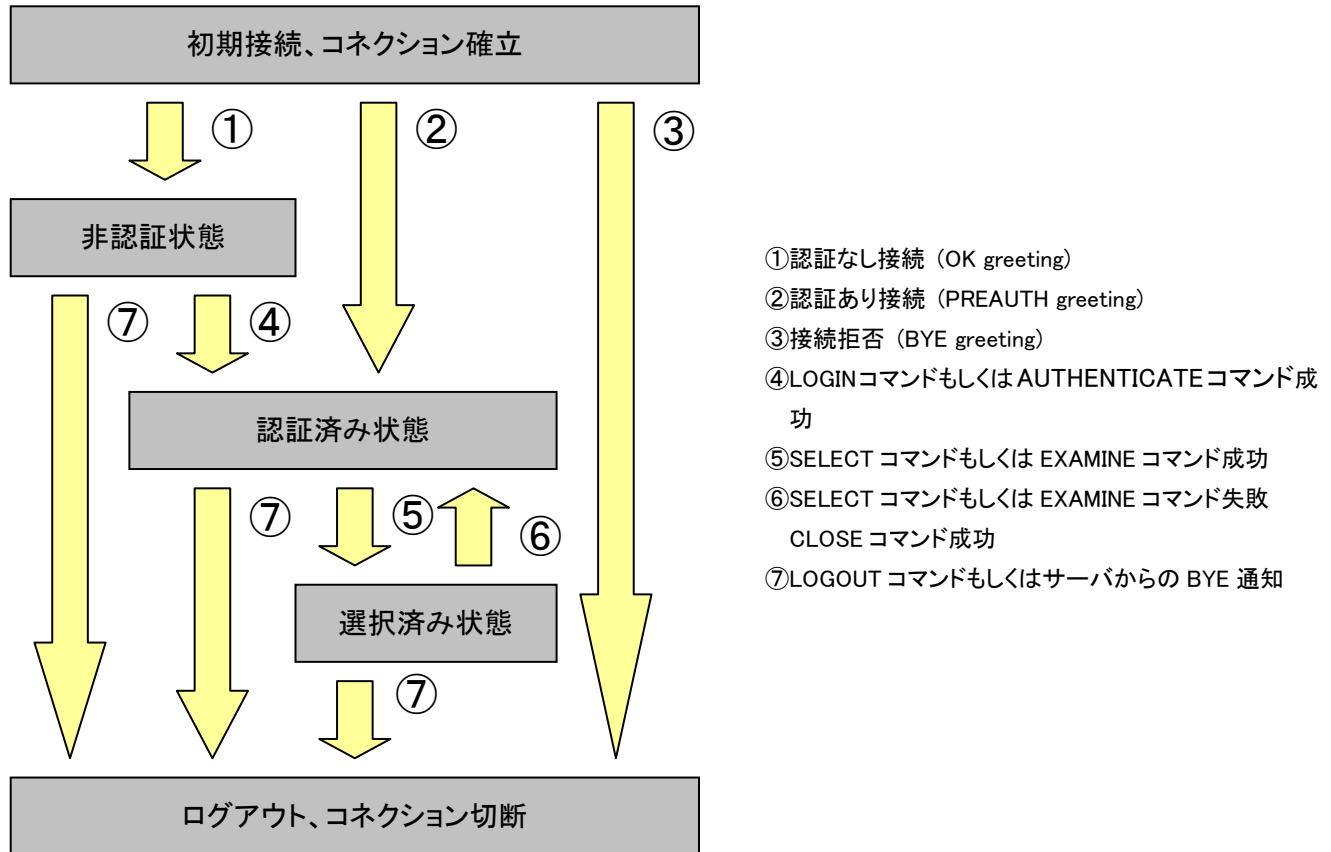 初期接続、コネクション確立
①
②
③
非認証状態
⑦
④
認証済み状態
⑦
⑤
⑥
選択済み状態
⑦
ログアウト、コネクション切断
①認証なし接続 (OK greeting)
②認証あり接続 (PREAUTH greeting)
③接続拒否 (BYE greeting)
④LOGINコマンドもしくは AUTHENTICATEコマンド成
功
⑤SELECT コマンドもしくは EXAMINE コマンド成功
⑥SELECT コマンドもしくは EXAMINE コマンド失敗
CLOSE コマンド成功
⑦LOGOUT コマンドもしくはサーバからの BYE 通知